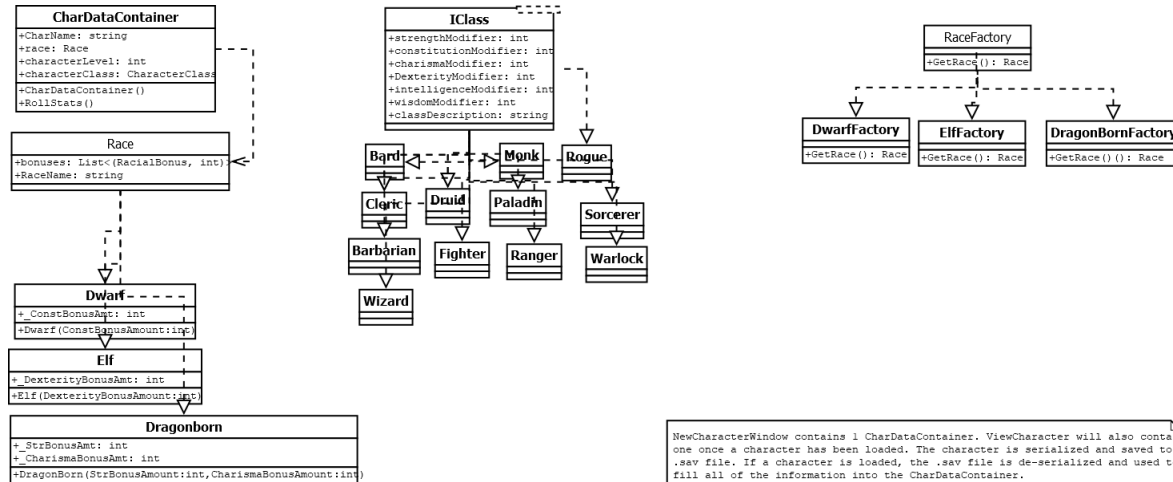 CharDataContainer
+CharName: string
+race: Race
+characterLevel: int
+characterClass: CharacterClass
+CharDataContainer()
+RollStats()
Race
+bonuses: List<(RacialBonus, int)>
+RaceName: string
Dwarf
+_ConstBonusAmt: int
+Dwarf(ConstBonusAmount:int)
Elf
+_DexterityBonusAmt: int
+Elf(DexterityBonusAmount:int)
Dragonborn
+_StrBonusAmt: int
+_CharismaBonusAmt: int
+DragonBorn(StrBonusAmount:int,CharismaBonusAmount:int)
IClass
+strengthModifier: int
+constitutionModifier: int
+charismaModifier: int
+DexterityModifier: int
+intelligenceModifier: int
+wisdomModifier: int
+classDescription: string
Bard
Monk
Rogue
Cleric
Druid
Paladin
Sorcerer
Barbarian
Fighter
Ranger
Warlock
Wizard
RaceFactory
+GetRace(): Race
DwarfFactory
+GetRace(): Race
ElfFactory
+GetRace(): Race
DragonBornFactory
+GetRace()(): Race
NewCharacterWindow contains 1 CharDataContainer. ViewCharacter will also conta
one once a character has been loaded. The character is serialized and saved to
.sav file. If a character is loaded, the .sav file is de-serialized and used t
fill all of the information into the CharDataContainer.